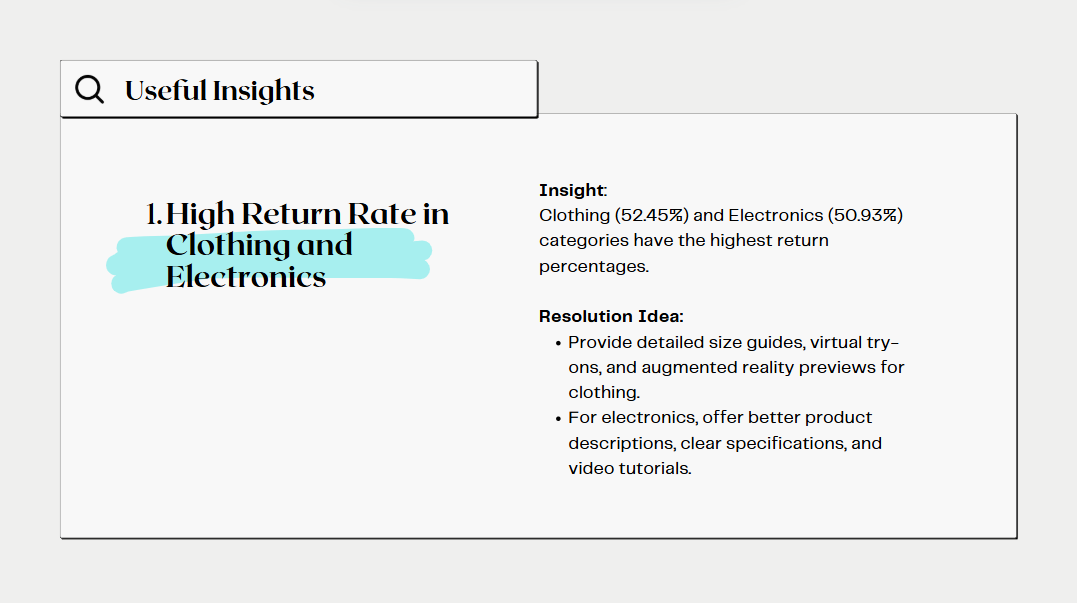 Useful Insights
1. High Return Rate in
Clothing and
Electronics
Insight:
Clothing (52.45%) and Electronics (50.93%)
categories have the highest return
percentages.
Resolution Idea:
• Provide detailed size guides, virtual try-
ons, and augmented reality previews for
clothing.
• For electronics, offer better product
descriptions, clear specifications, and
video tutorials.